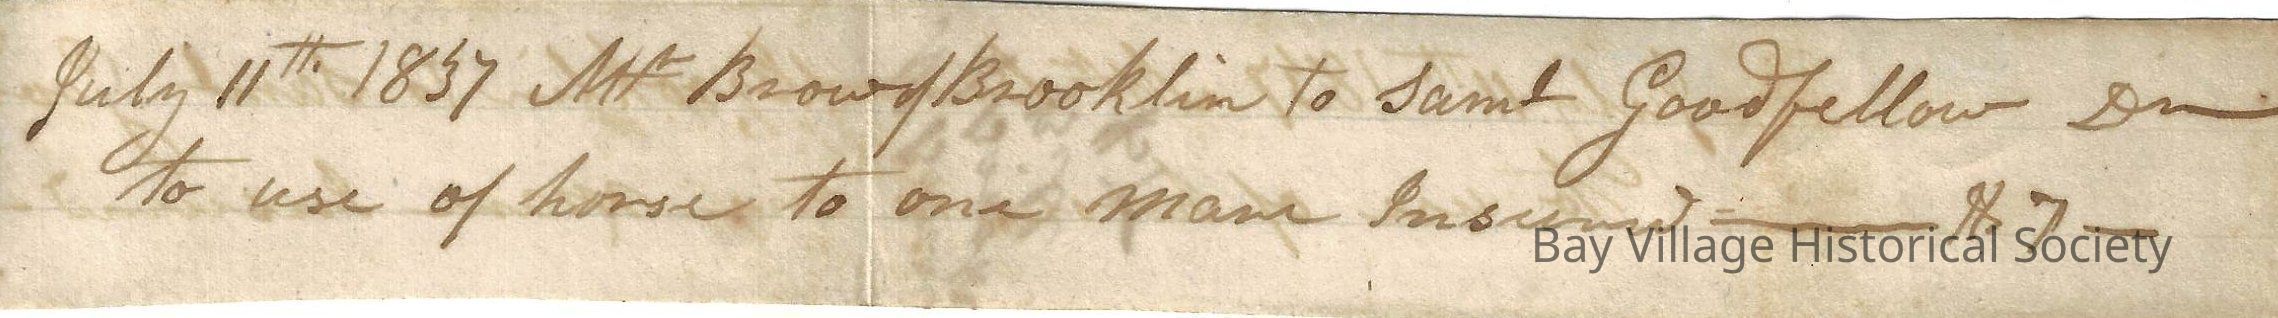 July 11th 1837 Mr Brow of Brooklin to Saml Goodfellow Dr
to use of horse to one mare Insured = — $ 7 —
Bay Village Historical Society